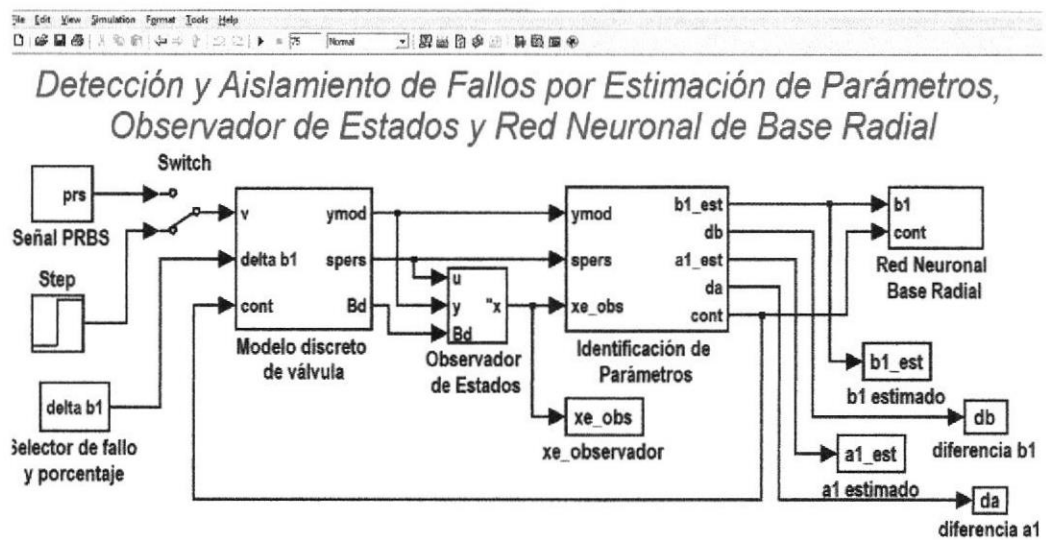 File Edit View Simulation Format Tools Help
75 Normal
Detección y Aislamiento de Fallos por Estimación de Parámetros,
Observador de Estados y Red Neuronal de Base Radial
Switch
prs
Señal PRBS
Step
delta b1
Selector de fallo
y porcentaje
v
delta b1
cont
ymod
spers
Bd
Modelo discreto
de válvula
u
y
Bd
"x
Observador
de Estados
xe_obs
xe_observador
ymod
spers
xe_obs
b1_est
db
a1_est
da
cont
Identificación de
Parámetros
b1
cont
Red Neuronal
Base Radial
b1_est
b1 estimado
db
diferencia b1
a1_est
a1 estimado
da
diferencia a1